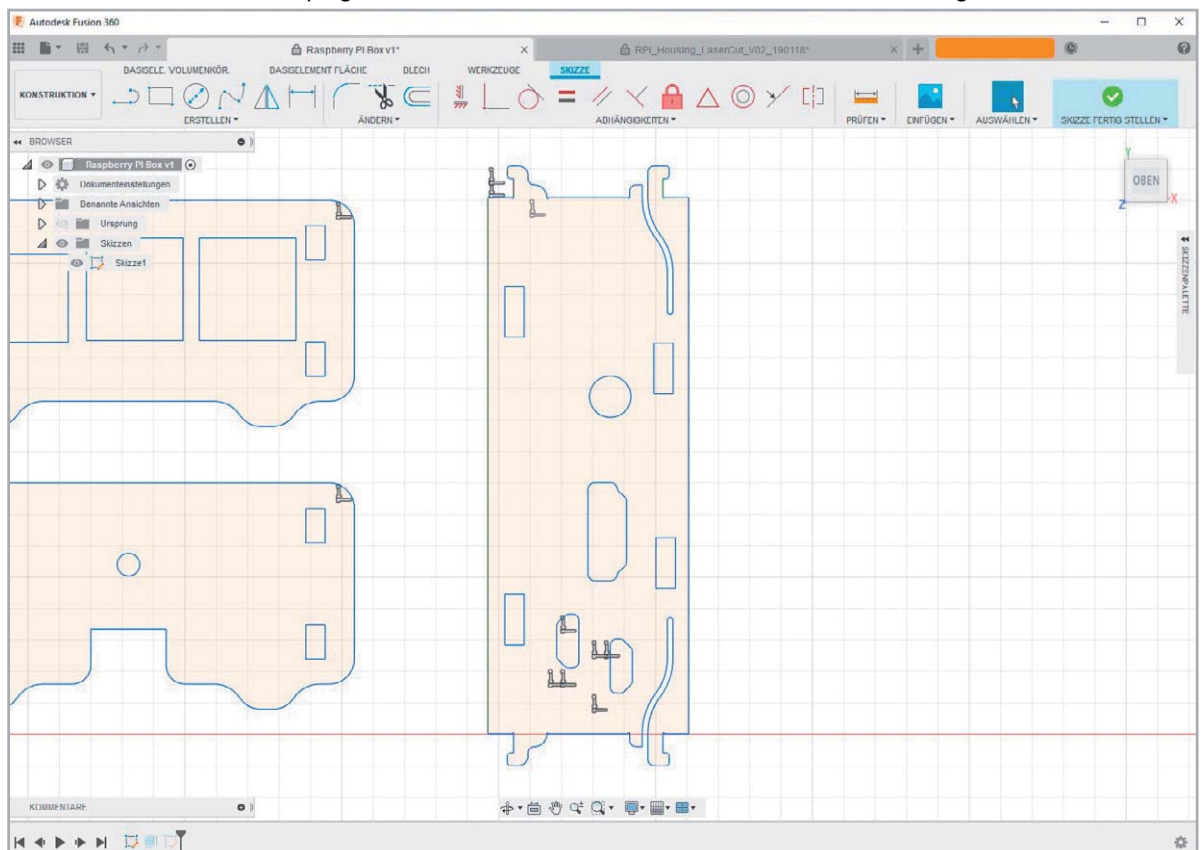 Autodesk Fusion 360
Raspberry PI Box v1*
RPI_Housing_LaserCut_V02_190118*
BASISELE. VOLUMENKÖR.
BASISELEMENT FLÄCHE
BLECH
WERKZEUGE
SKIZZE
KONSTRUKTION
ERSTELLEN
ÄNDERN
ABHÄNGIGKEITEN
PRÜFEN
EINFÜGEN
AUSWÄHLEN
SKIZZE FERTIG STELLEN
BROWSER
Raspberry PI Box v1
Dokumenteinstellungen
Benannte Ansichten
Ursprung
Skizzen
Skizze1
Y
OBEN
X
Z
SKIZZENPALETTE
KOMMENTARE